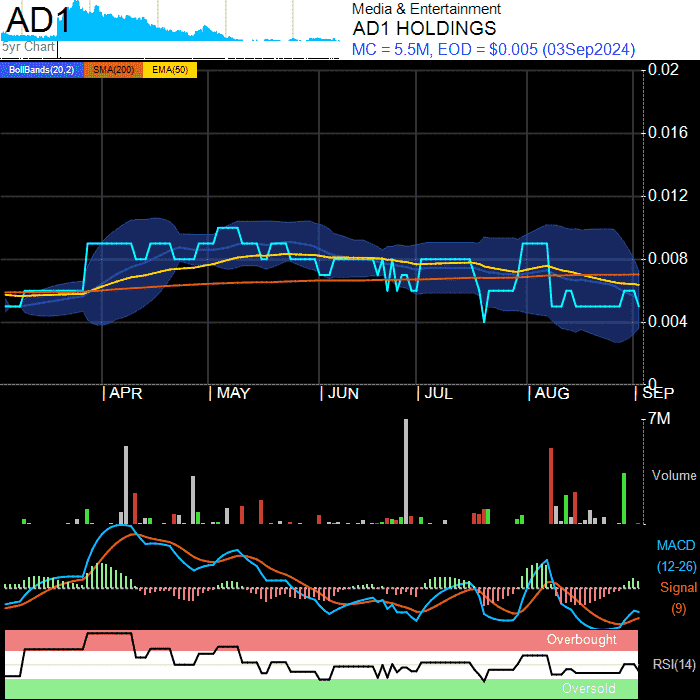 AD1
5yr Chart
Media & Entertainment
AD1 HOLDINGS
MC = 5.5M, EOD = $0.005 (03Sep2024)
BollBands(20,2) SMA(200) EMA(50)
0.02
0.016
0.012
0.008
0.004
0
APR MAY JUN JUL AUG SEP
7M
Volume
MACD
(12-26)
Signal
(9)
Overbought
RSI(14)
Oversold